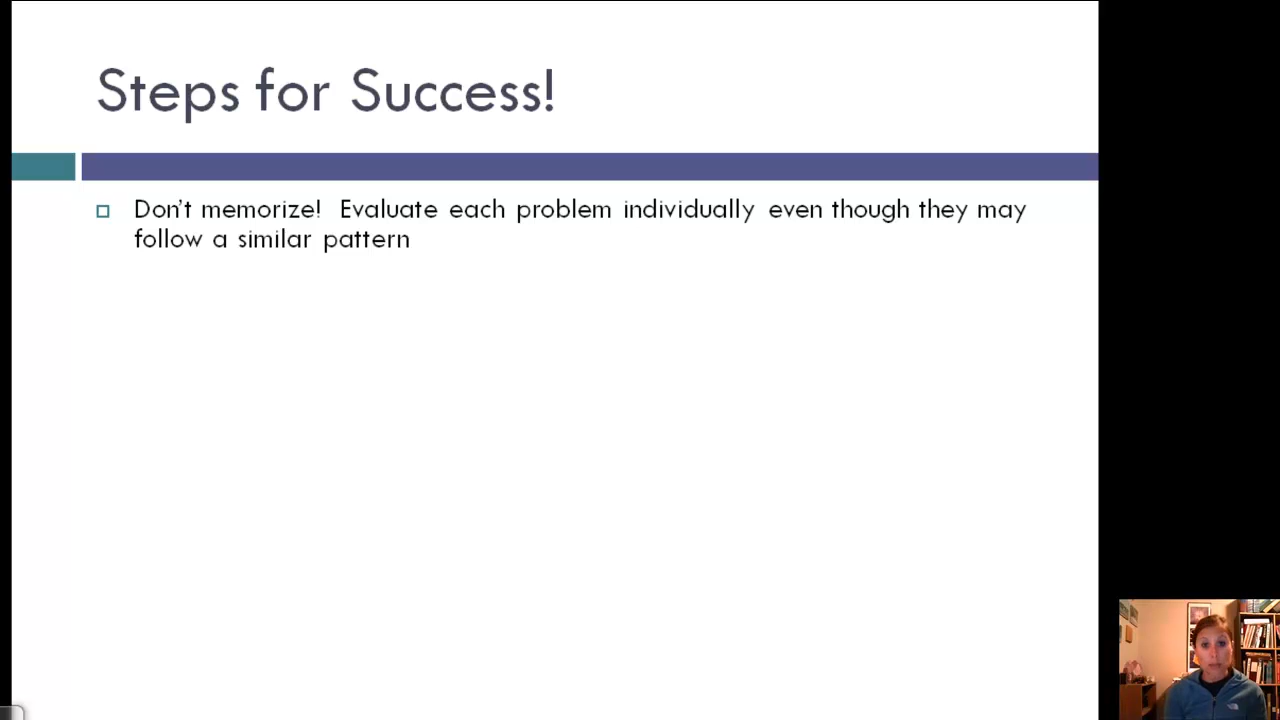 Steps for Success!
Don't memorize! Evaluate each problem individually even though they may
follow a similar pattern